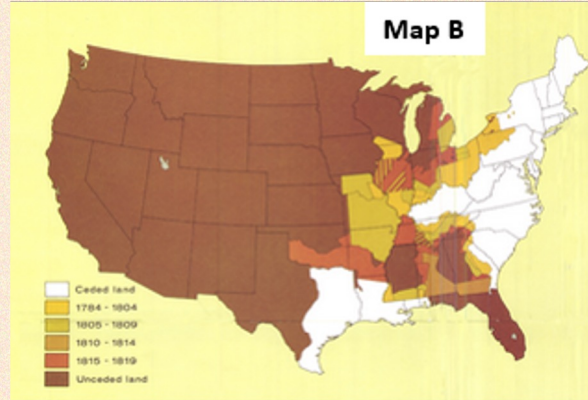 Map B
Ceded land
1784 - 1804
1805 - 1809
1810 - 1814
1815 - 1819
Unceded land